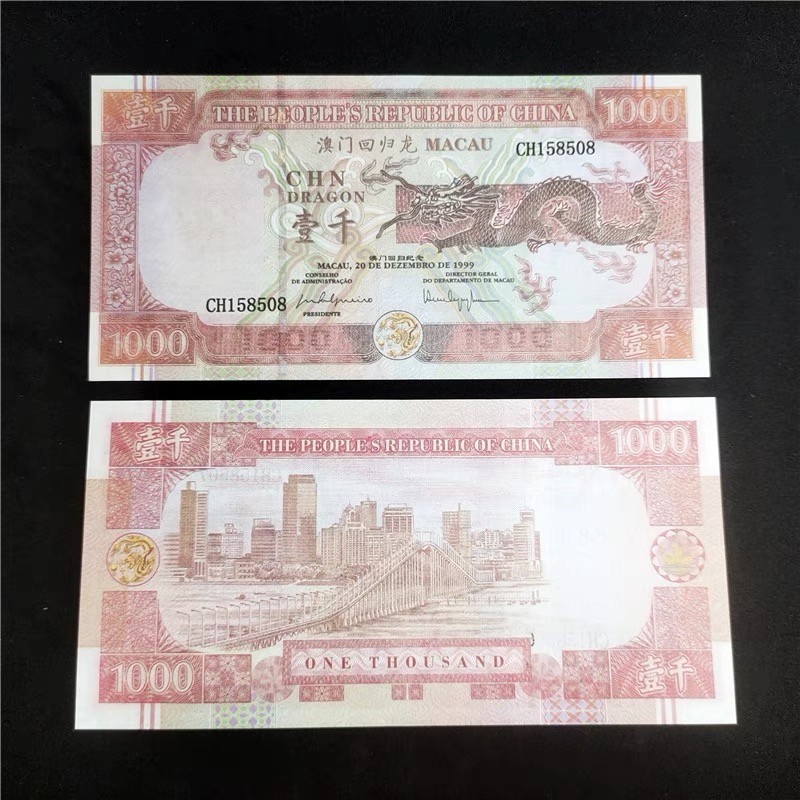 壹千 THE PEOPLE'S REPUBLIC OF CHINA 1000
澳门回归龙 MACAU
CH158508
CHN
DRAGON
壹千
澳门回归纪念
MACAU, 20 DE DEZEMBRO DE 1999
CONSELHO
DE ADMINISTRAÇÃO
DIRECTOR GERAL
DO DEPARTAMENTO DE MACAU
CH158508
PRESIDENTE
1000 1000 1000 壹千
壹千 THE PEOPLE'S REPUBLIC OF CHINA 1000
1000 ONE THOUSAND 壹千